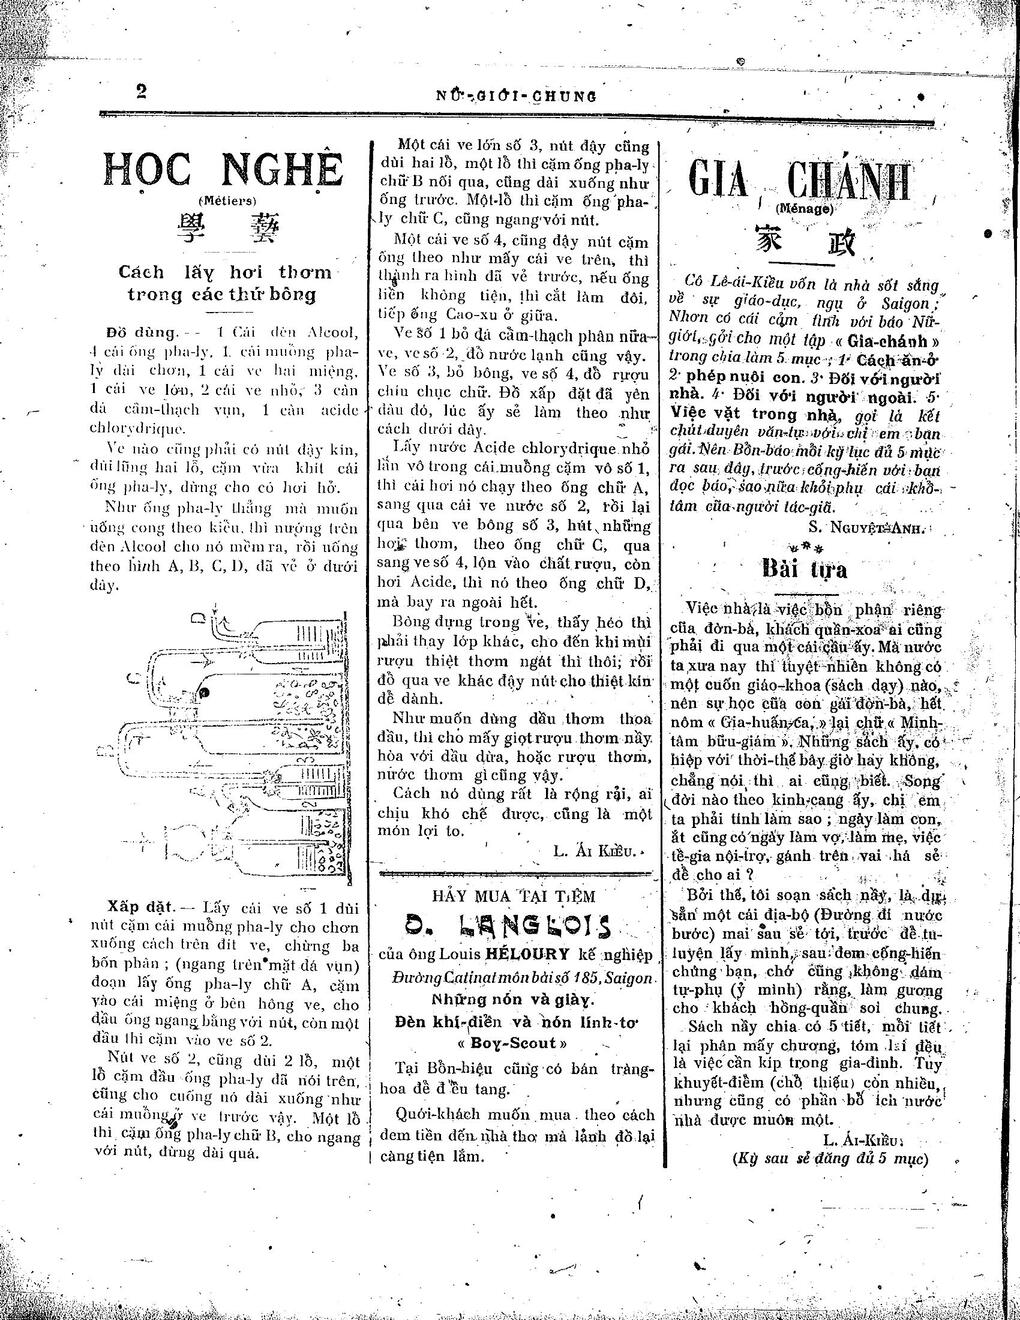 2
NỮ-GIỚI-CHUNG
HỌC NGHỆ
(Métiers)
學 藝
Cách lấy hơi thơm
trong các thứ bông
Đồ dùng. -- 1 Cái đèn Alcool,
4 cái ống pha-ly, 1 cái muỗng pha-
ly dài chơn, 1 cái ve hai miệng,
1 cái ve lớn, 2 cái ve nhỏ, 3 cân
đá cẩm-thạch vụn, 1 cân acide
chlorydrique.
Ve nào cũng phải có nút đậy kín,
dùi lũng hai lỗ, cặm vừa khít cái
ống pha-ly, đừng cho có hơi hở.
Như ống pha-ly thẳng mà muốn
uống cong theo kiểu, thì nướng trên
đèn Alcool cho nó mềm ra, rồi uống
theo hình A, B, C, D, đã vẽ ở dưới
đây.
D
C
B
3
Xấp đặt. — Lấy cái ve số 1 dùi
nút cặm cái muỗng pha-ly cho chơn
xuống cách trên đít ve, chừng ba
bốn phân ; (ngang trên mặt đá vụn)
đoạn lấy ống pha-ly chữ A, cặm
vào cái miệng ở bên hông ve, cho
đầu ống ngang bằng với nút, còn một
đầu thì cặm vào ve số 2.
Nút ve số 2, cũng dùi 2 lỗ, một
lỗ cặm đầu ống pha-ly đã nói trên,
cũng cho cuống nó dài xuống như
cái muỗng ở ve trước vậy. Một lỗ
thì cặm ống pha-ly chữ B, cho ngang
với nút, đừng dài quá.
Một cái ve lớn số 3, nút đậy cũng
dùi hai lỗ, một lỗ thì cặm ống pha-ly
chữ B nối qua, cũng dài xuống như
ống trước. Một-lỗ thì cặm ống pha-
ly chữ C, cũng ngang với nút.
Một cái ve số 4, cũng đậy nút cặm
ống theo như mấy cái ve trên, thì
thành ra hình đã vẽ trước, nếu ống
liền không tiện, thì cắt làm đôi,
tiếp ống Cao-xu ở giữa.
Ve số 1 bỏ đá cẩm-thạch phân nửa-
ve, ve số 2, đổ nước lạnh cũng vậy.
Ve số 3, bỏ bông, ve số 4, đổ rượu
chín chục chữ. Đồ xấp đặt đã yên
đâu đó, lúc ấy sẽ làm theo như
cách dưới đây.
Lấy nước Acide chlorydrique nhỏ
lần vô trong cái muỗng cặm vô số 1,
thì cái hơi nó chạy theo ống chữ A,
sang qua cái ve nước số 2, rồi lại
qua bên ve bông số 3, hút những
hơi thơm, theo ống chữ C, qua
sang ve số 4, lộn vào chất rượu, còn
hơi Acide, thì nó theo ống chữ D,
mà bay ra ngoài hết.
Bông đựng trong ve, thấy héo thì
phải thay lớp khác, cho đến khi mùi
rượu thiệt thơm ngát thì thôi, rồi
đổ qua ve khác đậy nút cho thiệt kín
để dành.
Như muốn dùng dầu thơm thoa
đầu, thì cho mấy giọt rượu thơm nầy
hòa với dầu dừa, hoặc rượu thơm,
nước thơm gì cũng vậy.
Cách nó dùng rất là rộng rãi, ai
chịu khó chế được, cũng là một
món lợi to.
L. ÁI KIỀU.
HÃY MUA TẠI TIỆM
D. LANGLOIS
của ông Louis HÉLOURY kế nghiệp
Đường Catinat môn bài số 185, Saigon
Những nón và giày.
Đèn khí-điển và nón lính-tơ
« Boy-Scout »
Tại Bổn-hiệu cũng có bán tràng-
hoa để điếu tang.
Quới-khách muốn mua theo cách
đem tiền đến nhà thơ mà lảnh đồ lại
càng tiện lắm.
GIA CHÁNH
(Ménage)
家 政
Cô Lê-ái-Kiều vốn là nhà sốt sắng
về sự giáo-dục, ngụ ở Saigon ;
Nhơn có cái cảm tình với báo Nữ-
giới, gởi cho một tập « Gia-chánh »
trong chia làm 5 mục ; 1· Cách ăn-ở
2· phép nuôi con. 3· Đối với người
nhà. 4· Đối với người ngoài. 5·
Việc vặt trong nhà, gọi là kết
chút duyên văn-tự với chị em bạn
gái. Nên Bổn-báo mỗi kỳ lục đủ 5 mục
ra sau đây, trước cống-hiến với bạn
đọc báo, sao nữa khỏi phụ cái khổ-
tâm của người tác-giả.
S. NGUYỆT-ANH.
***
Bài tựa
Việc nhà là việc bổn phận riêng
của đờn-bà, khách quần-xoa ai cũng
phải đi qua một cái cầu ấy. Mà nước
ta xưa nay thì tuyệt-nhiên không có
một cuốn giáo-khoa (sách dạy) nào,
nên sự học của con gái đờn-bà, hết
nôm « Gia-huấn-Ca, » lại chữ « Minh-
tâm bữu-giám ». Những sách ấy, có
hiệp với thời-thế bây giờ hay không,
chẳng nói, thì ai cũng biết. Song
đời nào theo kinh-cang ấy, chị em
ta phải tính làm sao ; ngày làm con,
ắt cũng có ngày làm vợ, làm mẹ, việc
tề-gia nội-trợ, gánh trên vai há sẽ
để cho ai ?
Bởi thế, tôi soạn sách nầy, là dự
sẵn một cái địa-bộ (Đường đi nước
bước) mai sau sẽ tới, trước để tu-
luyện lấy mình, sau đem cống-hiến
chúng bạn, chớ cũng không dám
tự-phụ (ỷ mình) rằng, làm gương
cho khách hồng-quần soi chung.
Sách nầy chia có 5 tiết, mỗi tiết
lại phân mấy chượng, tóm lại đều
là việc cần kíp trong gia-đình. Tuy
khuyết-điểm (chỗ thiếu) còn nhiều,
nhưng cũng có phần bổ ích nước
nhà được muôn một.
L. ÁI-KIỀU.
(Kỳ sau sẽ đăng đủ 5 mục)